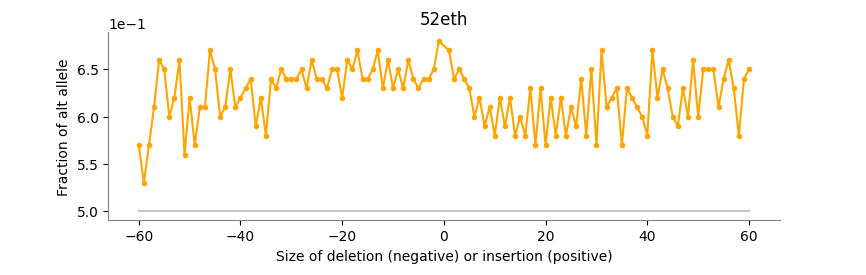 52eth
1e−1
Fraction of alt allele
6.5
6.0
5.5
5.0
−60
−40
−20
0
20
40
60
Size of deletion (negative) or insertion (positive)